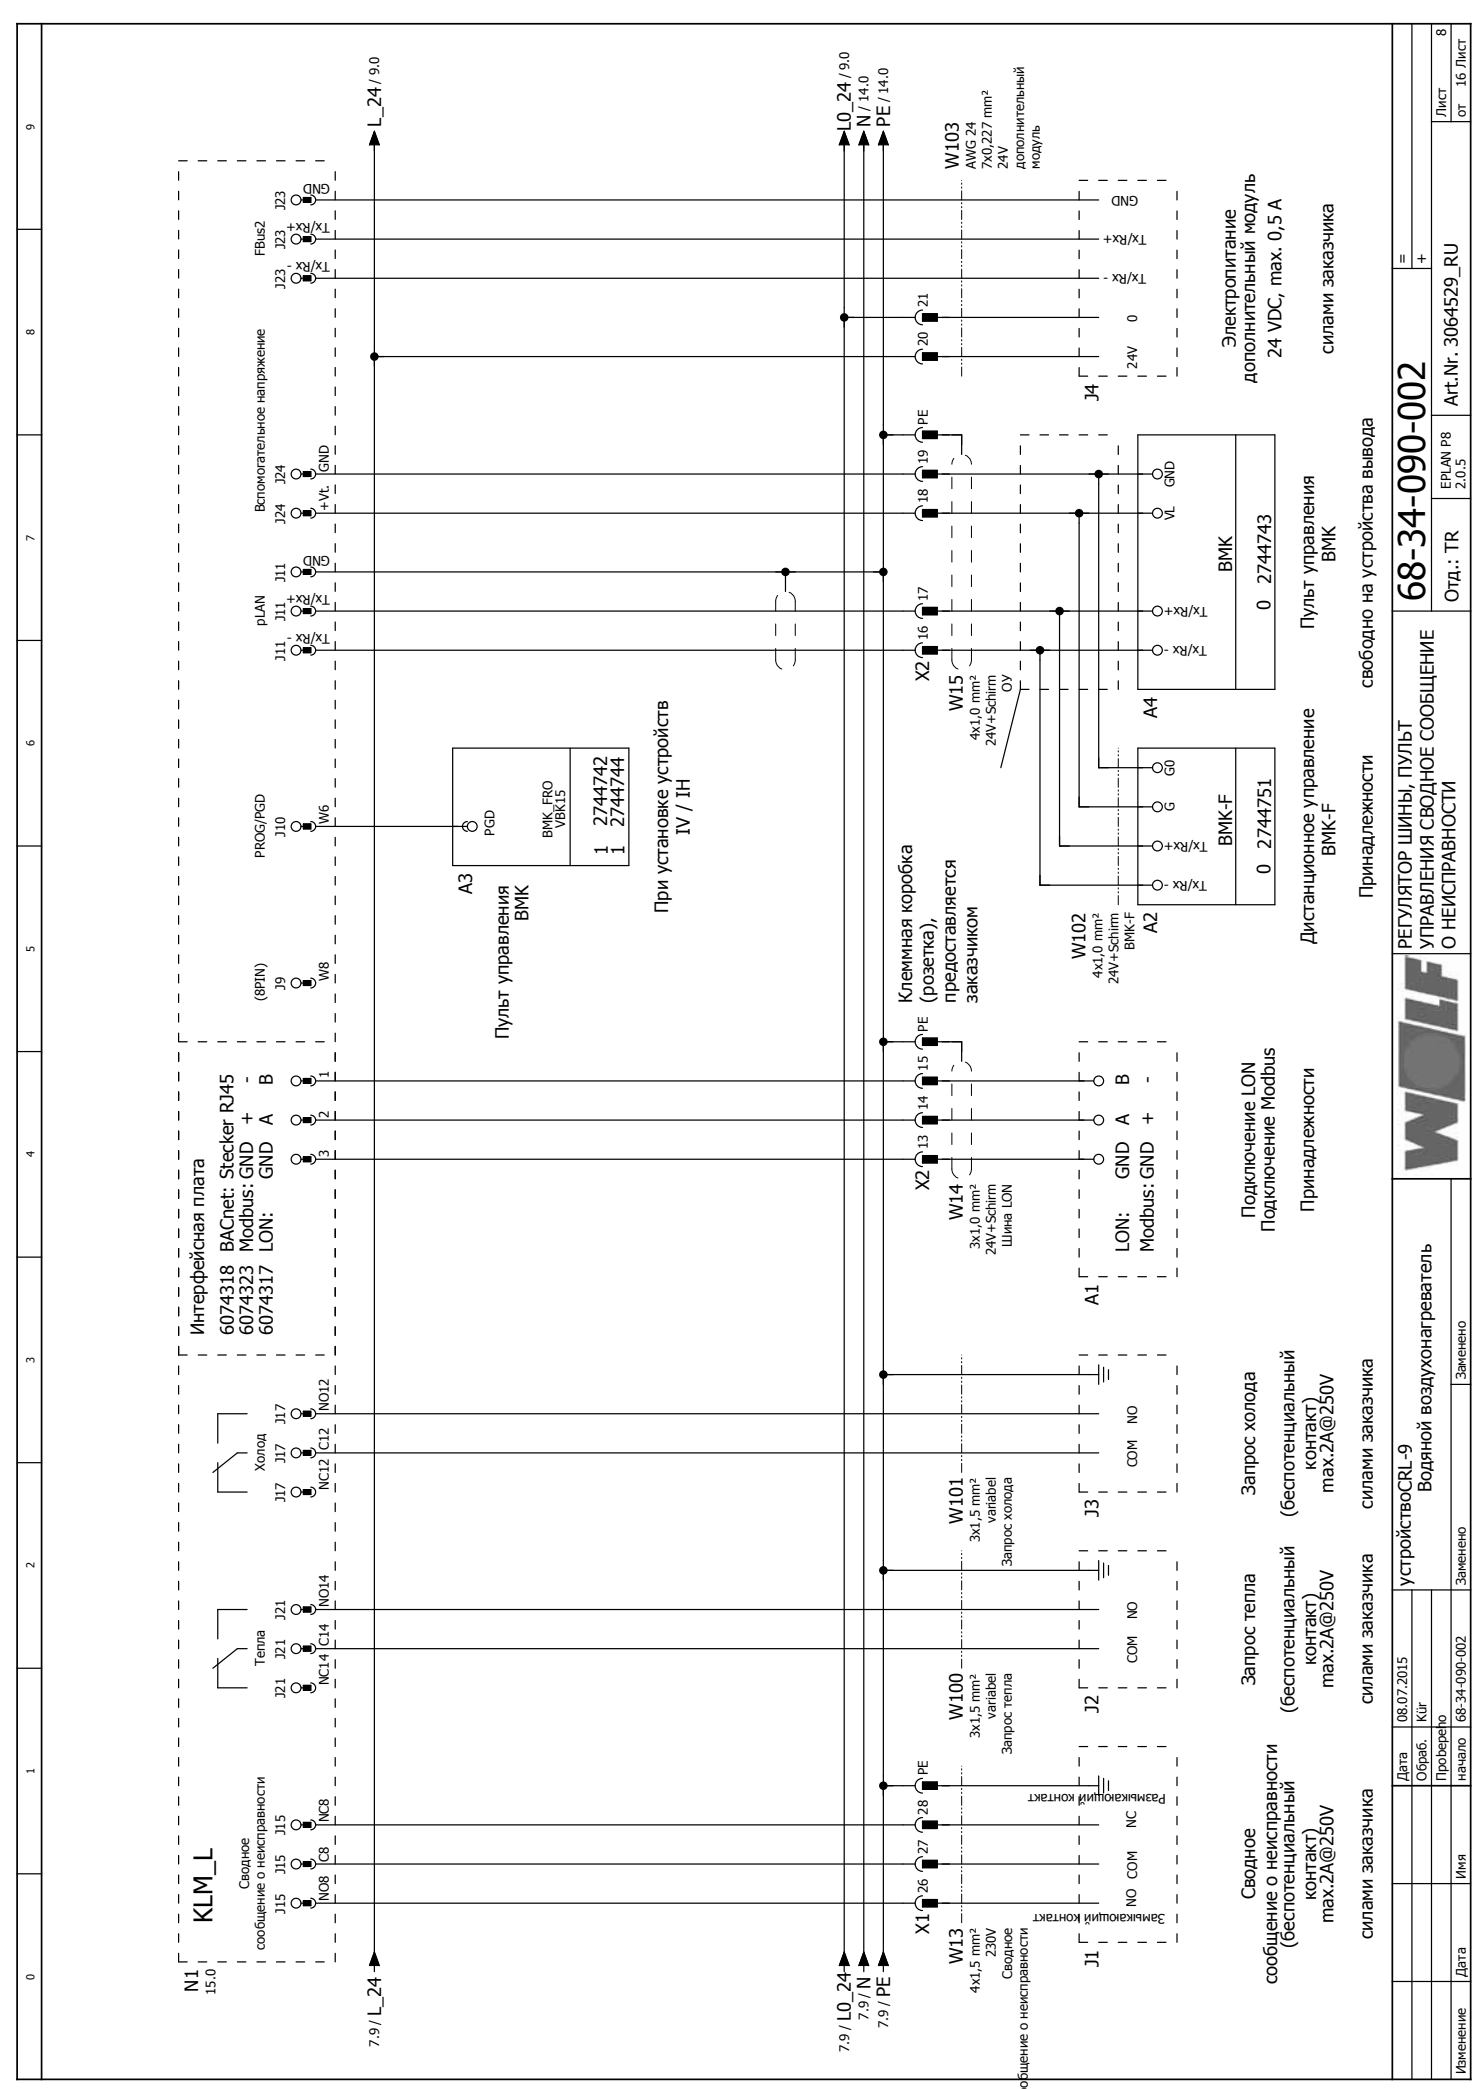 0
1
2
3
4
5
6
7
8
9
N1
15.0
KLM_L
Сводное
сообщение о неисправности
J15
J15
J15
NO8
C8
NC8
Тепла
J21
J21
J21
NC14
C14
NO14
Холод
J17
J17
J17
NC12
C12
NO12
Интерфейсная плата
6074318 BACnet: Stecker RJ45
6074323 Modbus: GND + -
6074317 LON: GND A B
3
2
1
(8PIN)
J9
W8
PROG/PGD
J10
W6
pLAN
J11
J11
J11
Tx/Rx -
Tx/Rx+
GND
Вспомогательное напряжение
J24
J24
+Vt.
GND
FBus2
J23
J23
J23
Tx/Rx -
Tx/Rx+
GND
7.9 / L_24
L_24 / 9.0
A3
PGD
BMK_FRO
VBK15
1 2744742
1 2744744
Пульт управления
BMK
При установке устройств
IV / IH
7.9 / L0_24
7.9 / N
7.9 / PE
L0_24 / 9.0
N / 14.0
PE / 14.0
X1
26
27
28
PE
X2
13
14
15
PE
X2
16
17
18
19
PE
20
21
W13
4x1,5 mm²
230V
Сводное
общение о неисправности
W100
3x1,5 mm²
variabel
Запрос тепла
W101
3x1,5 mm²
variabel
Запрос холода
W14
3x1,0 mm²
24V+Schirm
Шина LON
Клеммная коробка
(розетка),
предоставляется
заказчиком
W15
4x1,0 mm²
24V+Schirm
ОУ
W103
AWG 24
7x0,227 mm²
24V
дополнительный
модуль
W102
4x1,0 mm²
24V+Schirm
BMK-F
J1
Замыкающий контакт
NO COM NC
Размыкающий контакт
J2
COM NO
J3
COM NO
A1
LON: GND A B
Modbus: GND + -
A2
Tx/Rx -
Tx/Rx+
G
G0
BMK-F
0 2744751
A4
Tx/Rx -
Tx/Rx+
VL
GND
BMK
0 2744743
J4
24V
0
Tx/Rx -
Tx/Rx+
GND
Сводное
сообщение о неисправности
(беспотенциальный
контакт)
max.2A@250V
силами заказчика
Запрос тепла
(беспотенциальный
контакт)
max.2A@250V
силами заказчика
Запрос холода
(беспотенциальный
контакт)
max.2A@250V
силами заказчика
Подключение LON
Подключение Modbus
Принадлежности
Дистанционное управление
BMK-F
Принадлежности
Пульт управления
BMK
свободно на устройства вывода
Электропитание
дополнительный модуль
24 VDC, max. 0,5 A
силами заказчика
Изменение
Дата
Имя
Дата
08.07.2015
Обраб.
Kür
Проbерено
начало
68-34-090-002
устройствоCRL-9
Водяной воздухонагреватель
Заменено
Заменено
WOLF
РЕГУЛЯТОР ШИНЫ, ПУЛЬТ
УПРАВЛЕНИЯ СВОДНОЕ СООБЩЕНИЕ
О НЕИСПРАВНОСТИ
68-34-090-002
Отд.: TR
EPLAN P8
2.0.5
Art.Nr. 3064529_RU
=
+
Лист 8
от 16 Лист